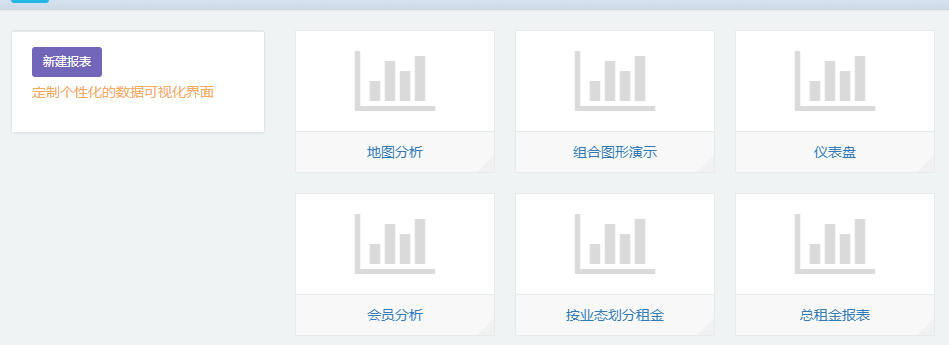 新建报表
定制个性化的数据可视化界面
地图分析
组合图形演示
仪表盘
会员分析
按业态划分租金
总租金报表